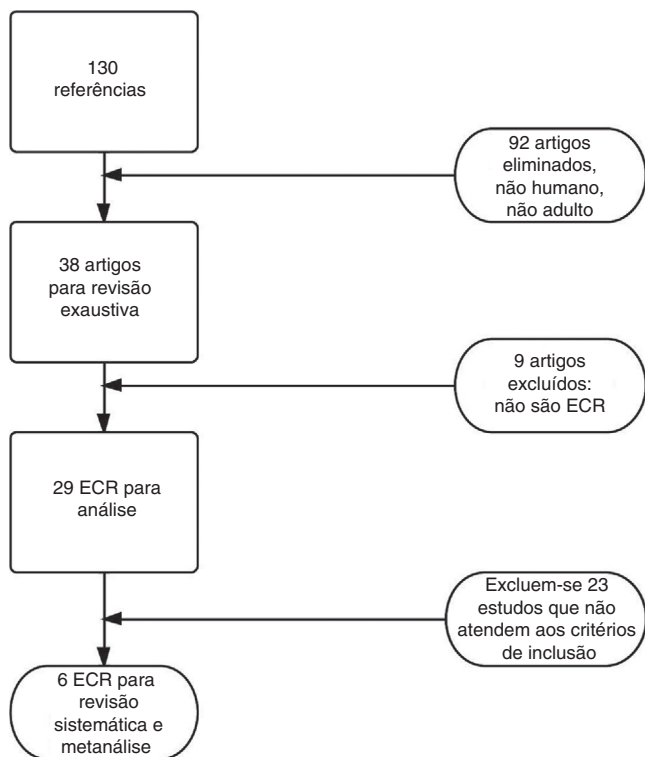 130
referências
92 artigos
eliminados,
não humano,
não adulto
38 artigos
para revisão
exaustiva
9 artigos
excluídos:
não são ECR
29 ECR para
análise
Excluem-se 23
estudos que não
atendem aos critérios
de inclusão
6 ECR para
revisão
sistemática e
metanálise